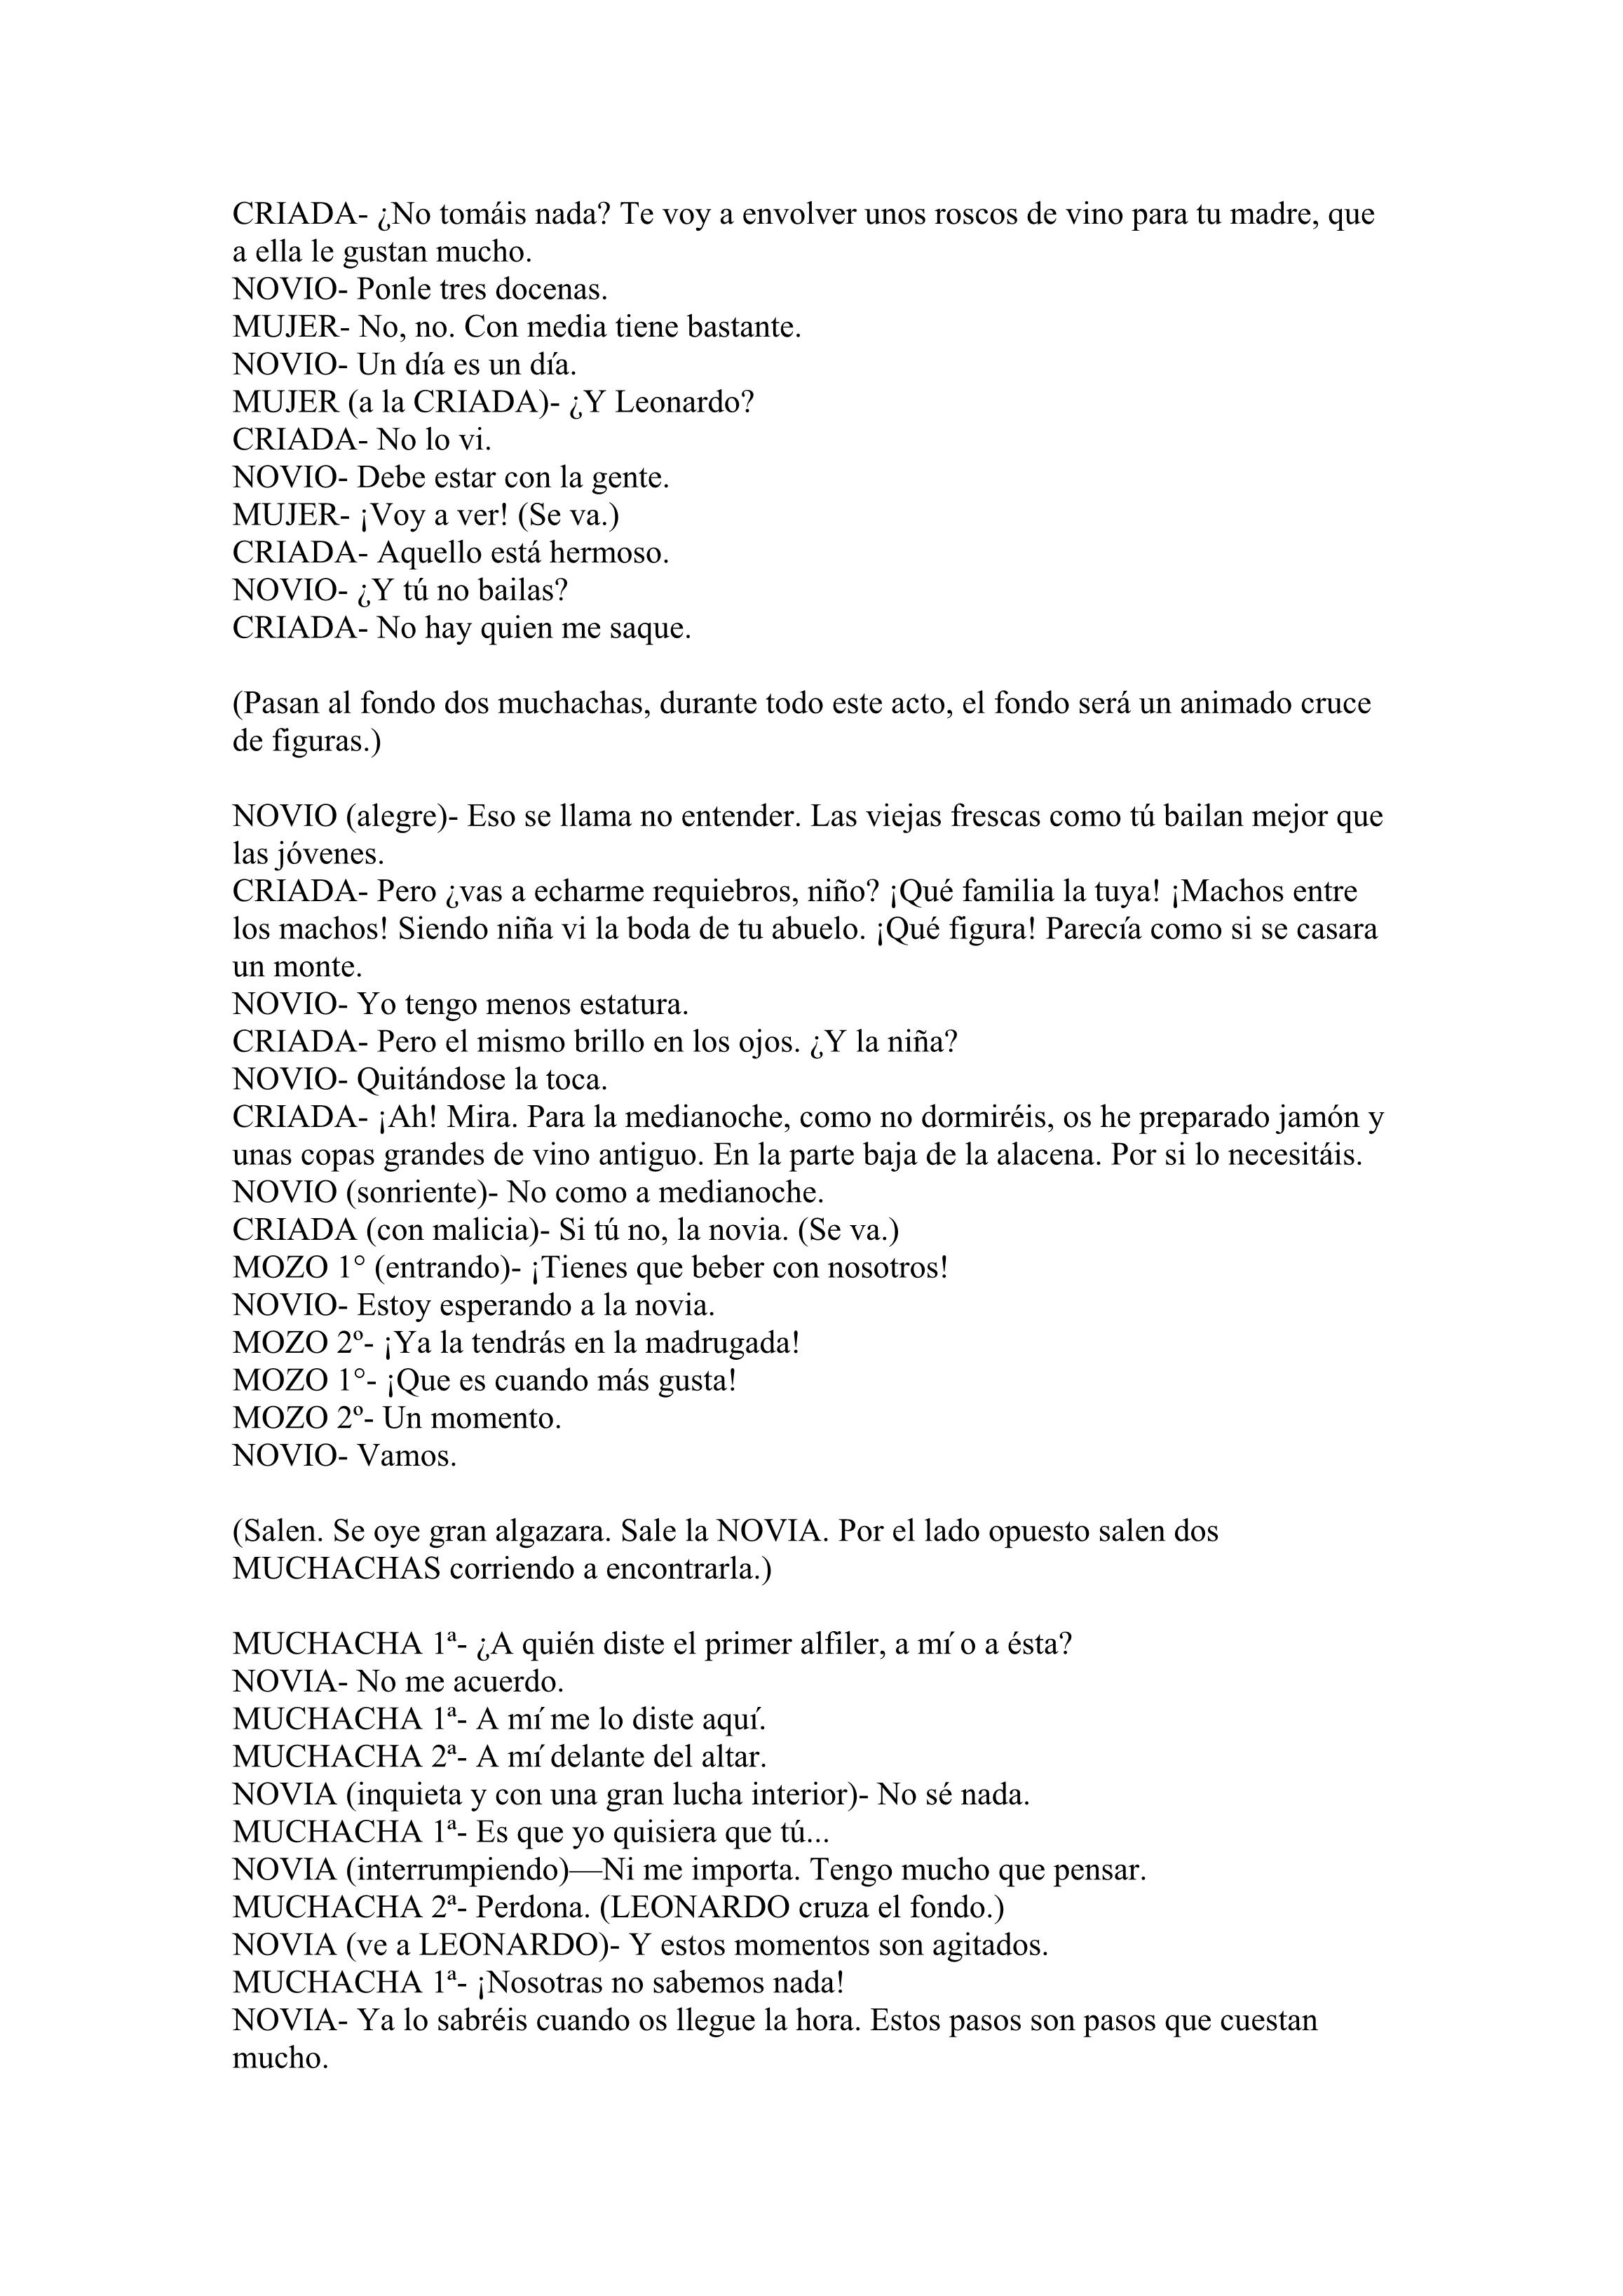 CRIADA- ¿No tomáis nada? Te voy a envolver unos roscos de vino para tu madre, que
a ella le gustan mucho.
NOVIO- Ponle tres docenas.
MUJER- No, no. Con media tiene bastante.
NOVIO- Un día es un día.
MUJER (a la CRIADA)- ¿Y Leonardo?
CRIADA- No lo vi.
NOVIO- Debe estar con la gente.
MUJER- ¡Voy a ver! (Se va.)
CRIADA- Aquello está hermoso.
NOVIO- ¿Y tú no bailas?
CRIADA- No hay quien me saque.

(Pasan al fondo dos muchachas, durante todo este acto, el fondo será un animado cruce
de figuras.)

NOVIO (alegre)- Eso se llama no entender. Las viejas frescas como tú bailan mejor que
las jóvenes.
CRIADA- Pero ¿vas a echarme requiebros, niño? ¡Qué familia la tuya! ¡Machos entre
los machos! Siendo niña vi la boda de tu abuelo. ¡Qué figura! Parecía como si se casara
un monte.
NOVIO- Yo tengo menos estatura.
CRIADA- Pero el mismo brillo en los ojos. ¿Y la niña?
NOVIO- Quitándose la toca.
CRIADA- ¡Ah! Mira. Para la medianoche, como no dormiréis, os he preparado jamón y
unas copas grandes de vino antiguo. En la parte baja de la alacena. Por si lo necesitáis.
NOVIO (sonriente)- No como a medianoche.
CRIADA (con malicia)- Si tú no, la novia. (Se va.)
MOZO 1° (entrando)- ¡Tienes que beber con nosotros!
NOVIO- Estoy esperando a la novia.
MOZO 2º- ¡Ya la tendrás en la madrugada!
MOZO 1°- ¡Que es cuando más gusta!
MOZO 2º- Un momento.
NOVIO- Vamos.

(Salen. Se oye gran algazara. Sale la NOVIA. Por el lado opuesto salen dos
MUCHACHAS corriendo a encontrarla.)

MUCHACHA 1ª- ¿A quién diste el primer alfiler, a mí o a ésta?
NOVIA- No me acuerdo.
MUCHACHA 1ª- A mí me lo diste aquí.
MUCHACHA 2ª- A mí delante del altar.
NOVIA (inquieta y con una gran lucha interior)- No sé nada.
MUCHACHA 1ª- Es que yo quisiera que tú...
NOVIA (interrumpiendo)—Ni me importa. Tengo mucho que pensar.
MUCHACHA 2ª- Perdona. (LEONARDO cruza el fondo.)
NOVIA (ve a LEONARDO)- Y estos momentos son agitados.
MUCHACHA 1ª- ¡Nosotras no sabemos nada!
NOVIA- Ya lo sabréis cuando os llegue la hora. Estos pasos son pasos que cuestan
mucho.